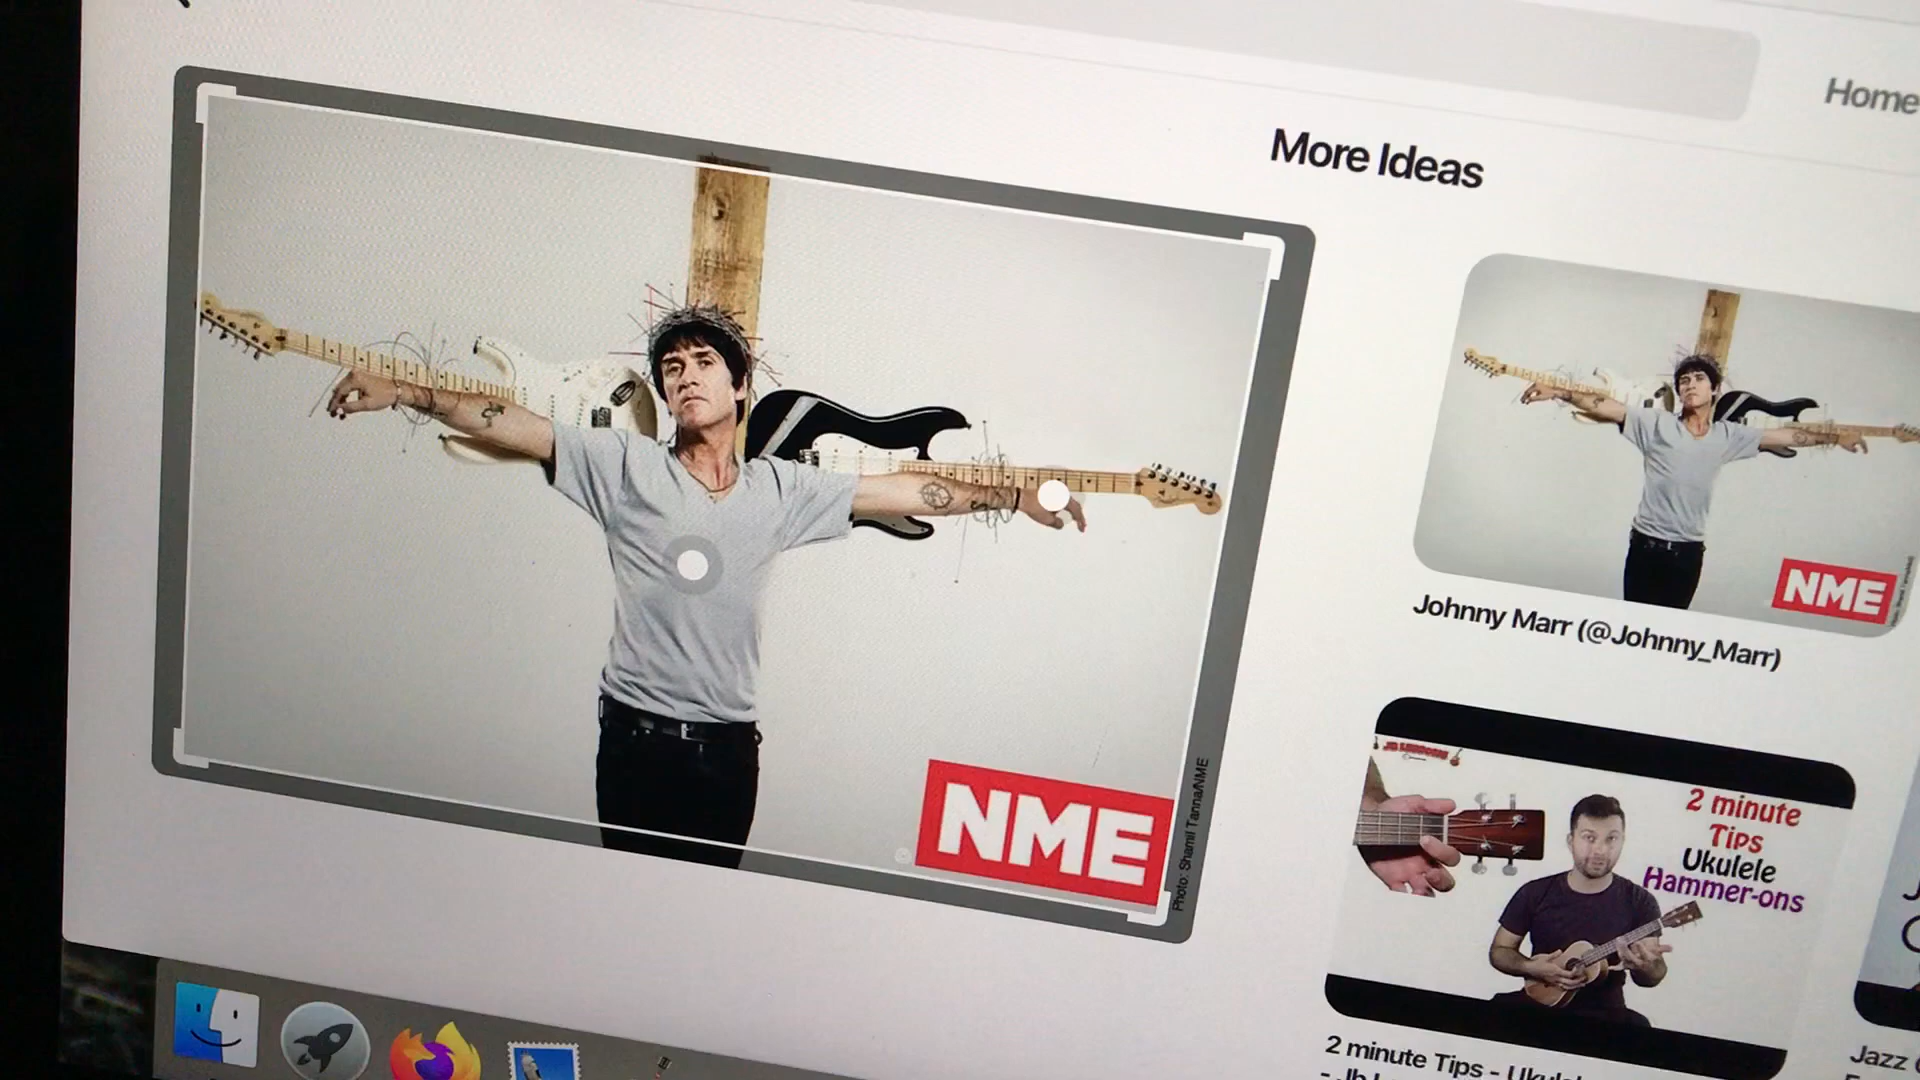 Home
More Ideas
NME
Photo: Shamil Tanna/NME
NME
Johnny Marr (@Johnny_Marr)
2 minute
Tips
Ukulele
Hammer-ons
2 minute Tips -
Jazz